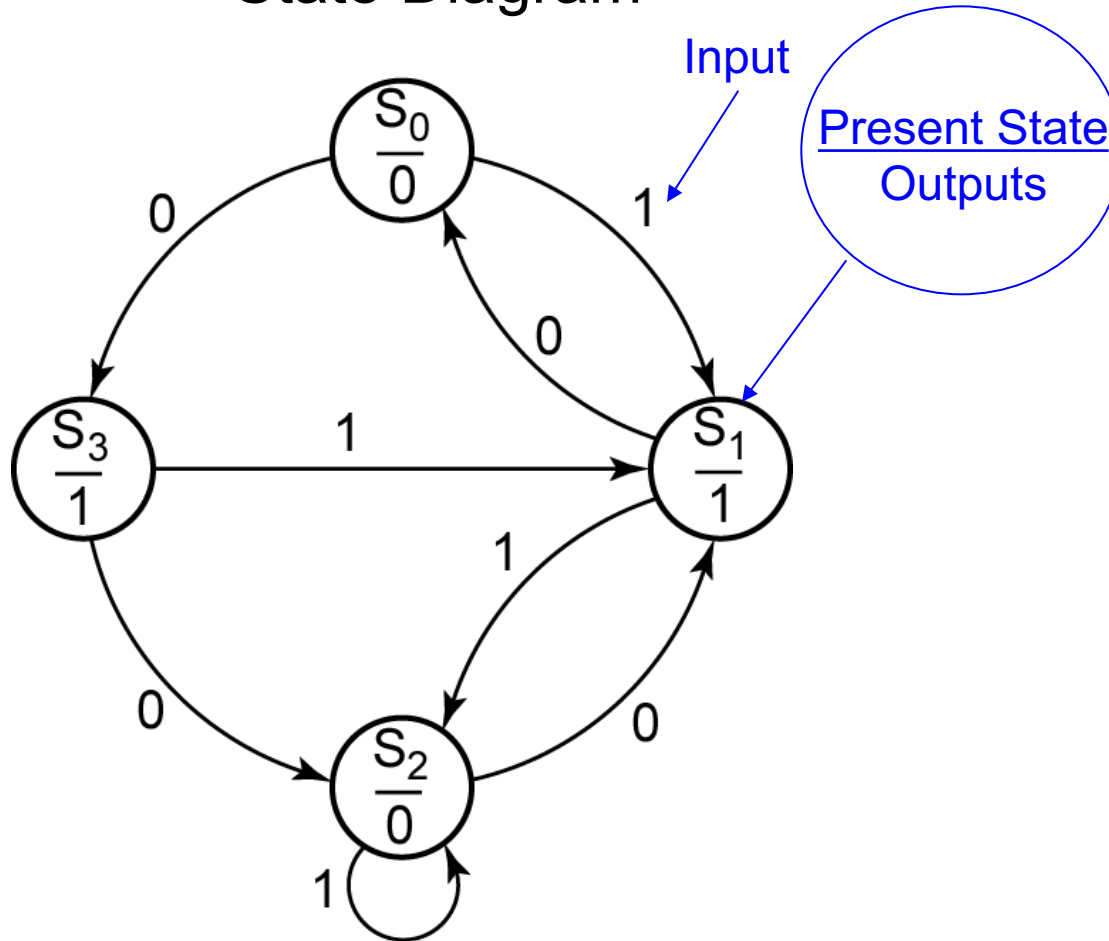 State Diagram
Input
Present State
Outputs
S₀
0
0
1
0
S₃
1
1
S₁
1
1
0
0
S₂
0
1